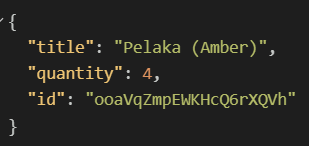 {
"title": "Pelaka (Amber)",
"quantity": 4,
"id": "ooaVqZmpEWKHcQ6rXQVh"
}